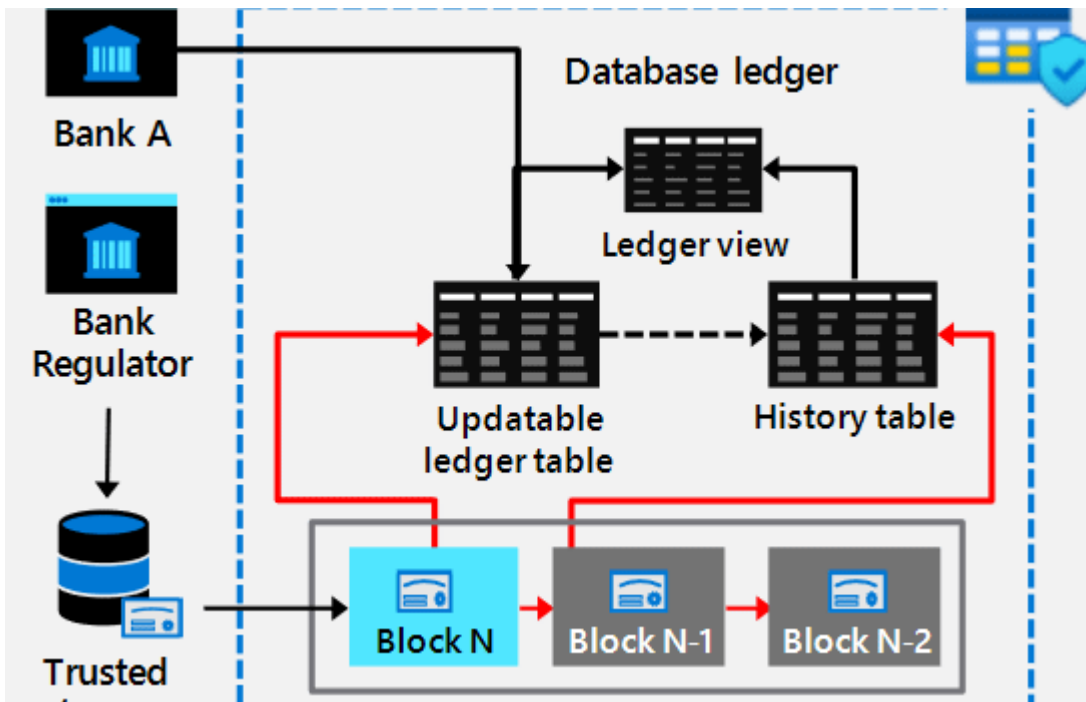 Bank A
Database ledger
Ledger view
Bank
Regulator
Updatable
ledger table
History table
Block N
Block N-1
Block N-2
Trusted